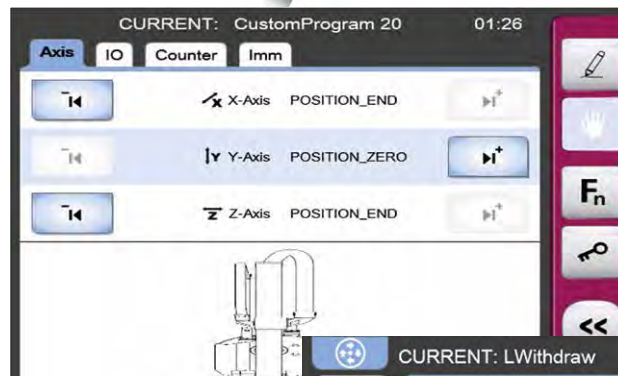 CURRENT: CustomProgram 20 01:26
Axis IO Counter Imm
X X-Axis POSITION_END
Y Y-Axis POSITION_ZERO
Z Z-Axis POSITION_END
Fn
<<
CURRENT: LWithdraw